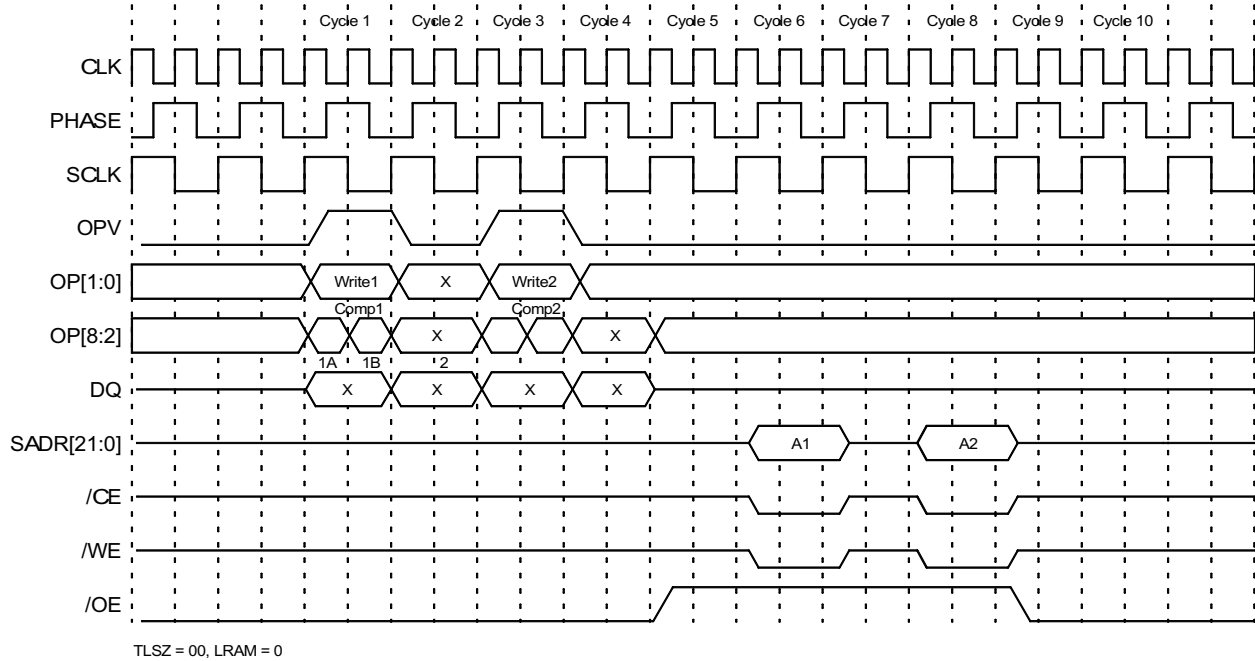 Cycle 1 Cycle 2 Cycle 3 Cycle 4 Cycle 5 Cycle 6 Cycle 7 Cycle 8 Cycle 9 Cycle 10
CLK
PHASE
SCLK
OPV
OP[1:0] Write1 X Write2
Comp1 Comp2
OP[8:2] X X
1A 1B 2
DQ X X X X
SADR[21:0] A1 A2
/CE
/WE
/OE
TLSZ = 00, LRAM = 0